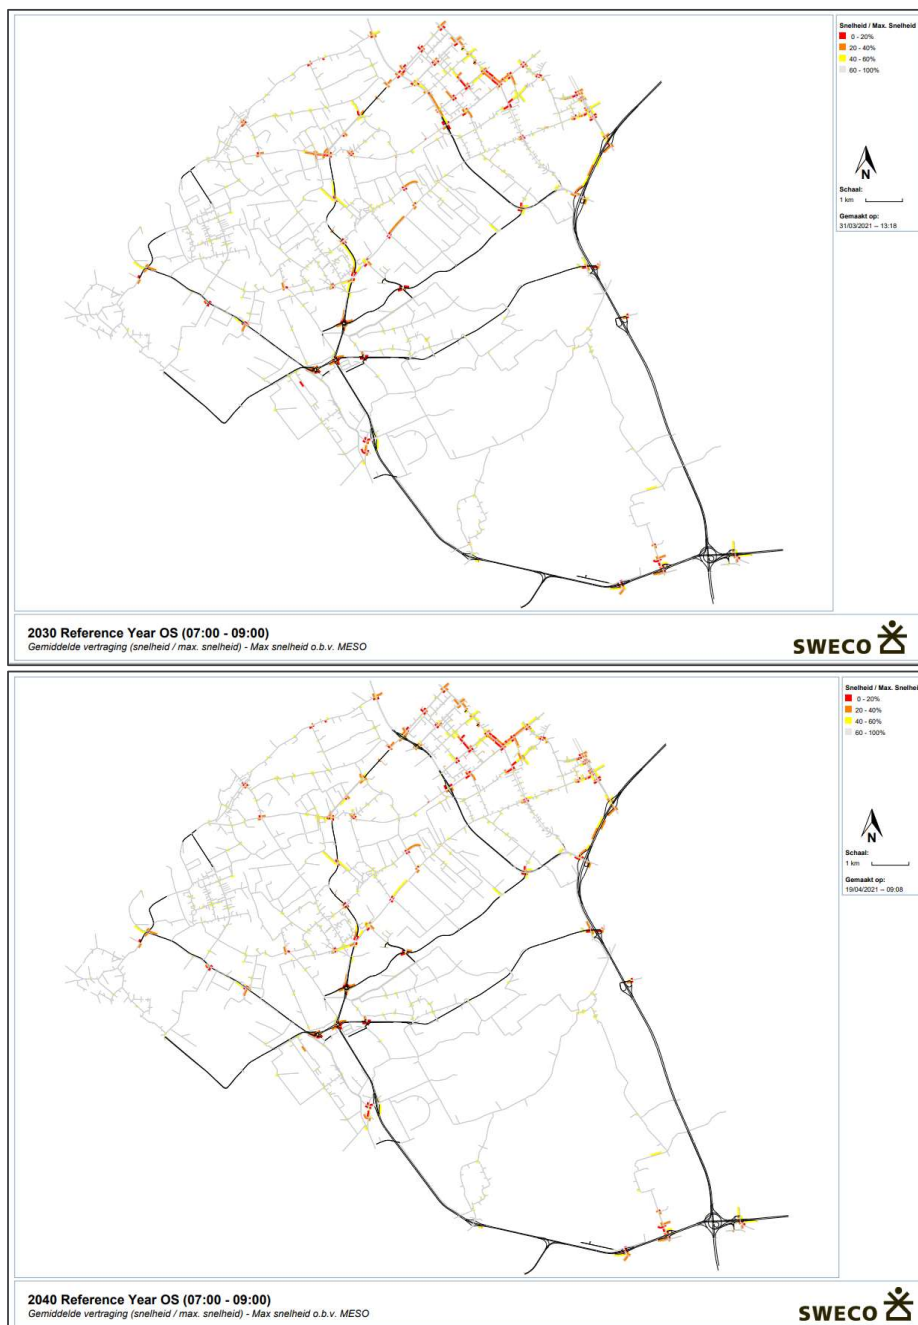 Snelheid / Max. Snelheid
0 - 20%
20 - 40%
40 - 60%
60 - 100%
N
Schaal:
1 km
Gemaakt op:
31/03/2021 – 13:18
2030 Reference Year OS (07:00 - 09:00)
Gemiddelde vertraging (snelheid / max. snelheid) - Max snelheid o.b.v. MESO
SWECO
Snelheid / Max. Snelheid
0 - 20%
20 - 40%
40 - 60%
60 - 100%
N
Schaal:
1 km
Gemaakt op:
19/04/2021 – 09:08
2040 Reference Year OS (07:00 - 09:00)
Gemiddelde vertraging (snelheid / max. snelheid) - Max snelheid o.b.v. MESO
SWECO